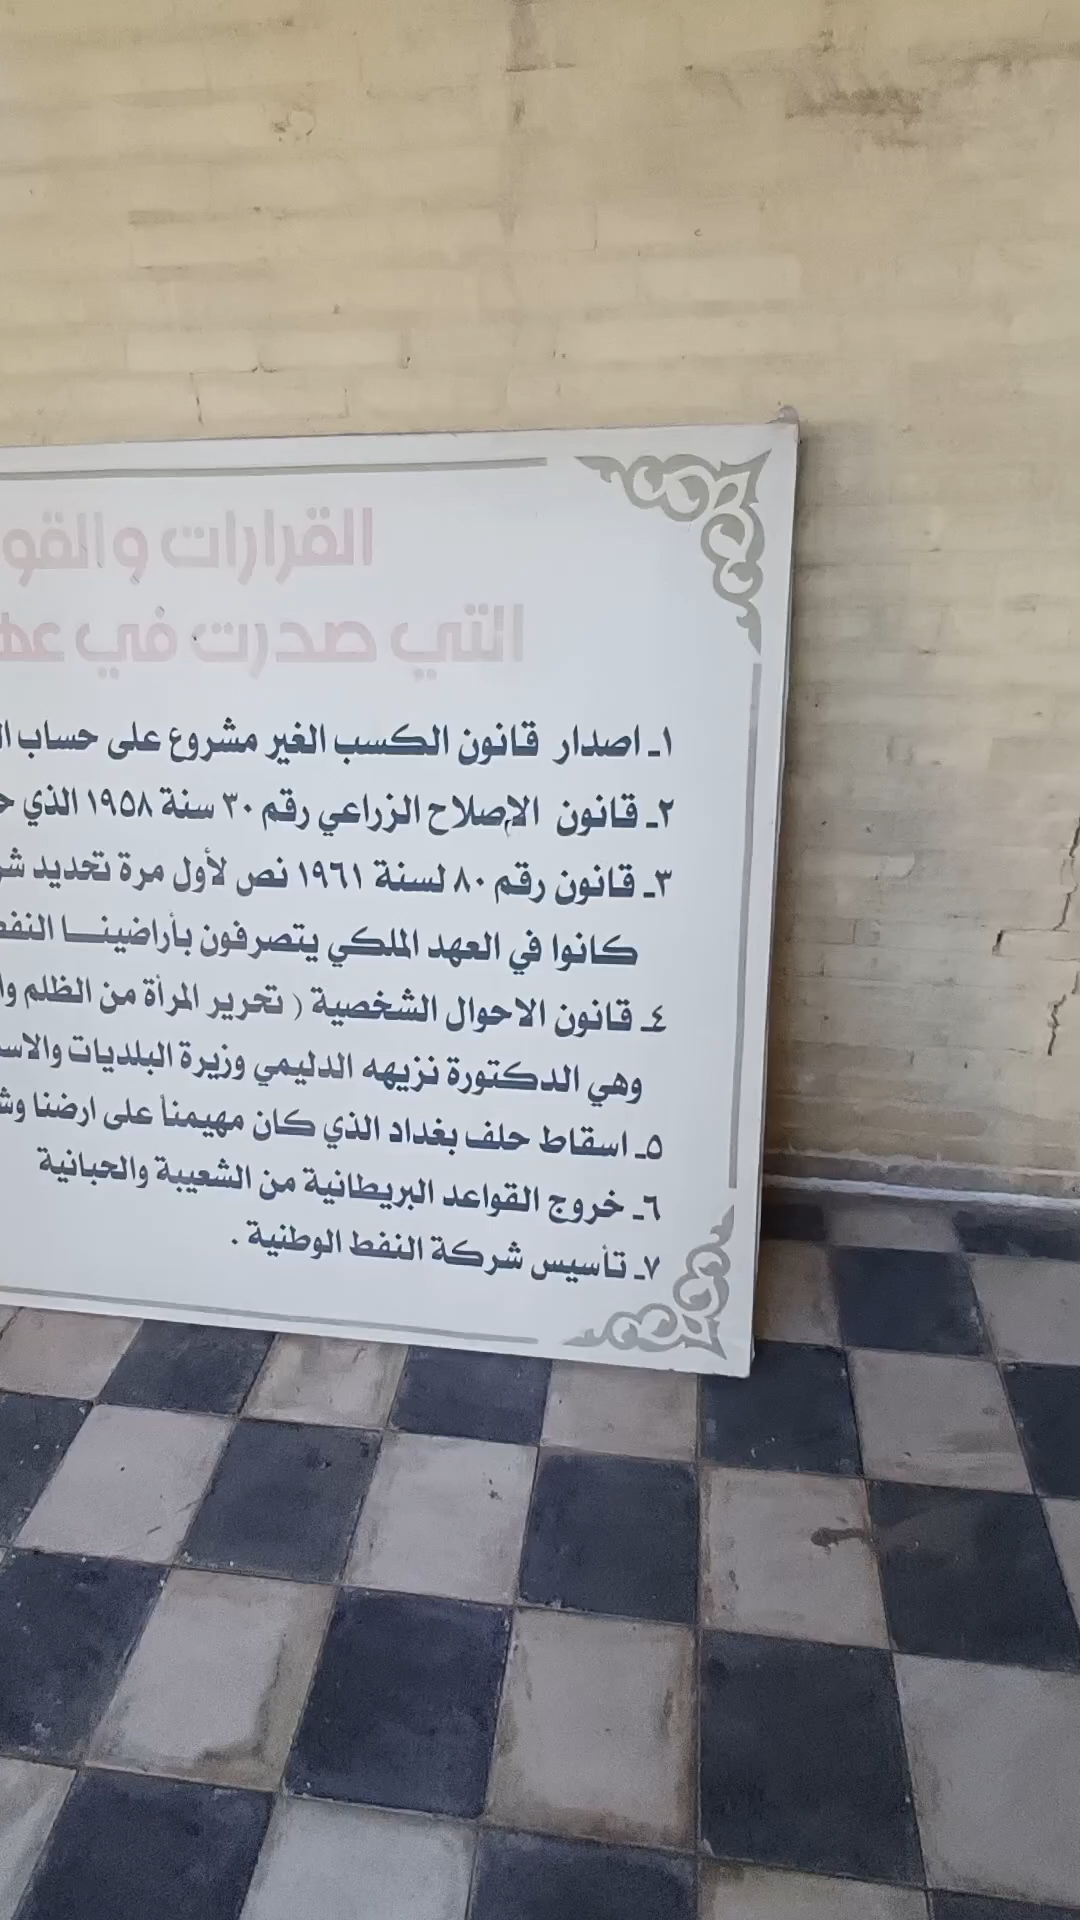 القرارات
التي صدرت في
١ـ اصدار قانون الكسب الغير مشروع على حساب
٢ـ قانون الإصلاح الزراعي رقم ٣٠ سنة ١٩٥٨ الذي
٣ـ قانون رقم ٨٠ لسنة ١٩٦١ نص لأول مرة تحديد
كانوا في العهد الملكي يتصرفون بأراضينا
٤ـ قانون الاحوال الشخصية ( تحرير المرأة من الظلم
وهي الدكتورة نزيهه الدليمي وزيرة البلديات
٥ـ اسقاط حلف بغداد الذي كان مهيمناً على ارضنا
٦ـ خروج القواعد البريطانية من الشعيبة والحبانية
٧ـ تأسيس شركة النفط الوطنية .